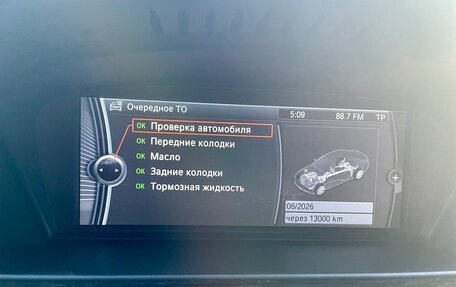 Очередное ТО
5:09 88.7 FM TP
OK Проверка автомобиля
OK Передние колодки
OK Масло
OK Задние колодки
OK Тормозная жидкость
06/2026
через 13000 km